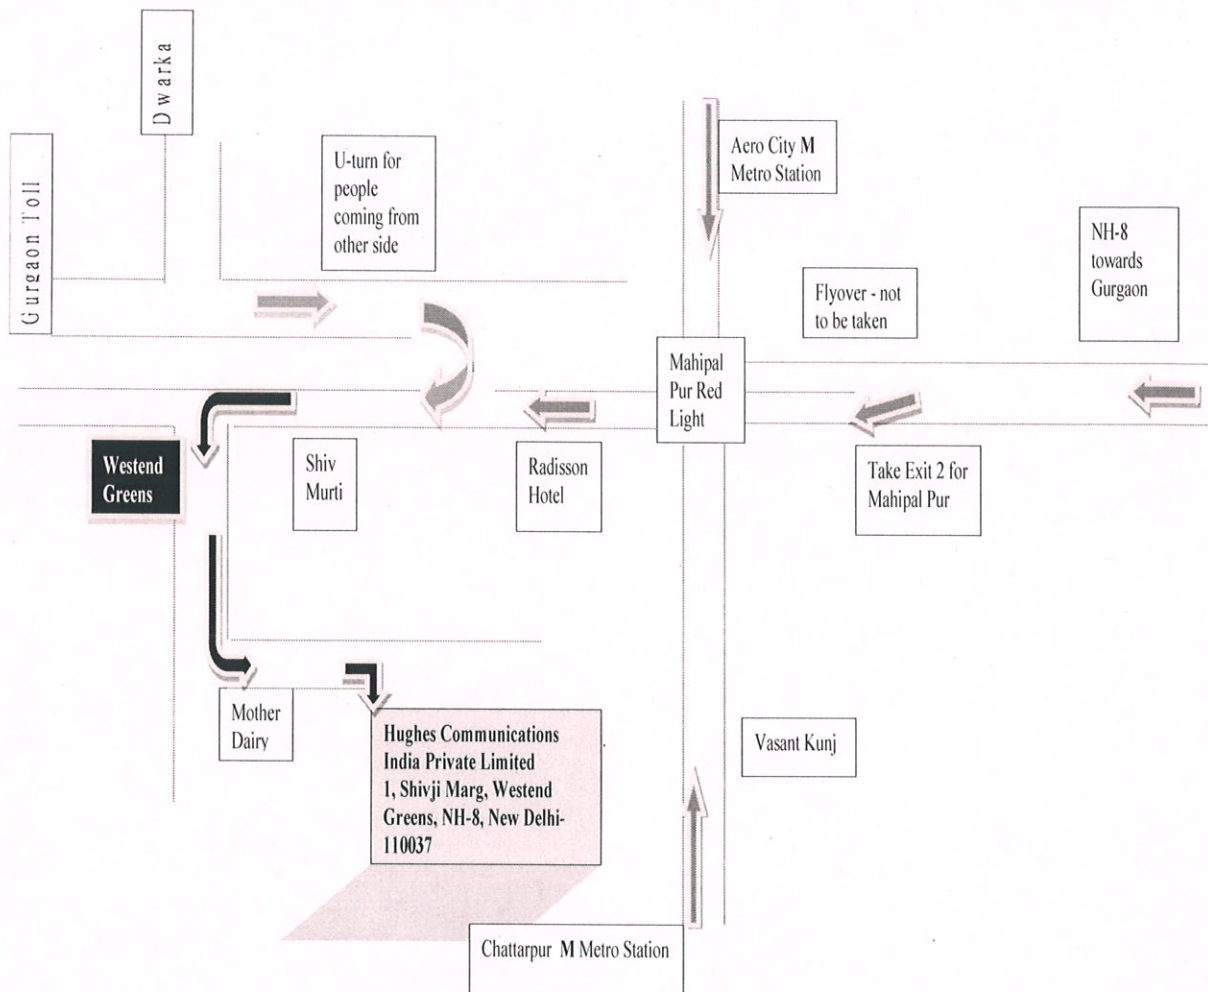 Dwarka
Gurgaon Toll
U-turn for
people
coming from
other side
Aero City M
Metro Station
NH-8
towards
Gurgaon
Flyover - not
to be taken
Mahipal
Pur Red
Light
Westend
Greens
Shiv
Murti
Radisson
Hotel
Take Exit 2 for
Mahipal Pur
Mother
Dairy
Hughes Communications
India Private Limited
1, Shivji Marg, Westend
Greens, NH-8, New Delhi-
110037
Vasant Kunj
Chattarpur M Metro Station